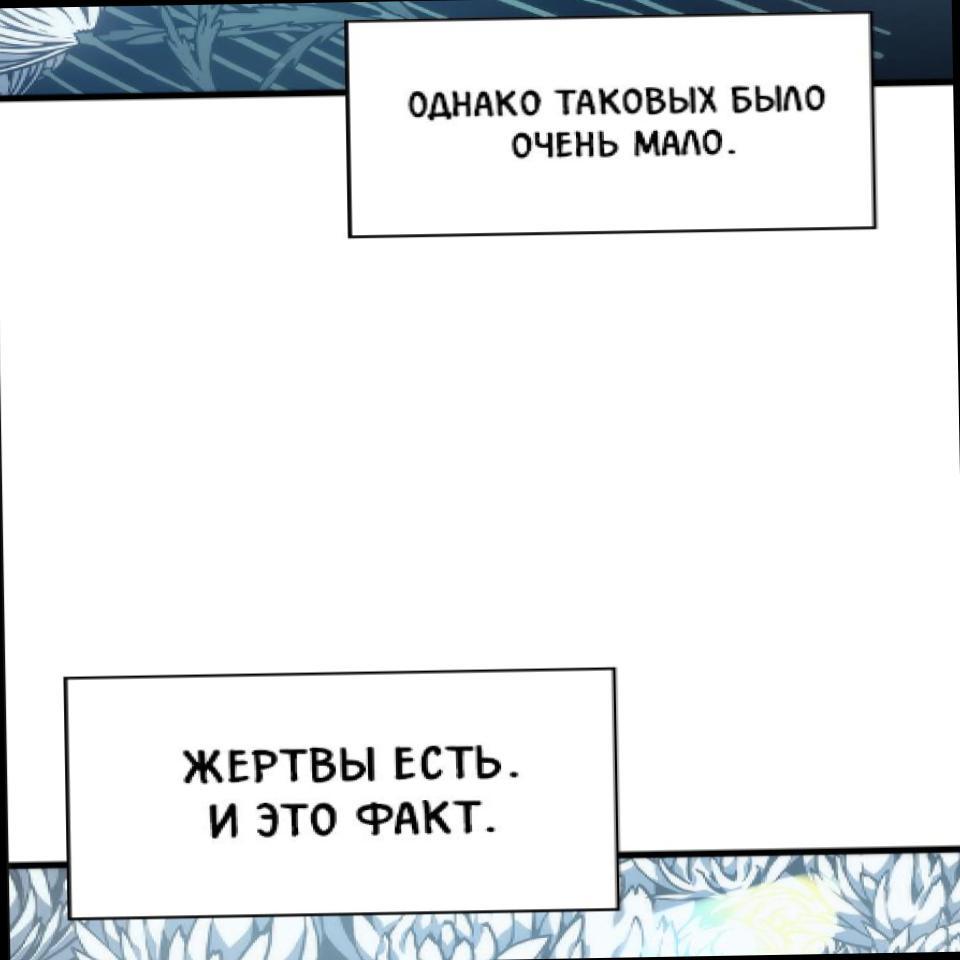 ОДНАКО ТАКОВЫХ БЫЛО
ОЧЕНЬ МАЛО.
ЖЕРТВЫ ЕСТЬ.
И ЭТО ФАКТ.